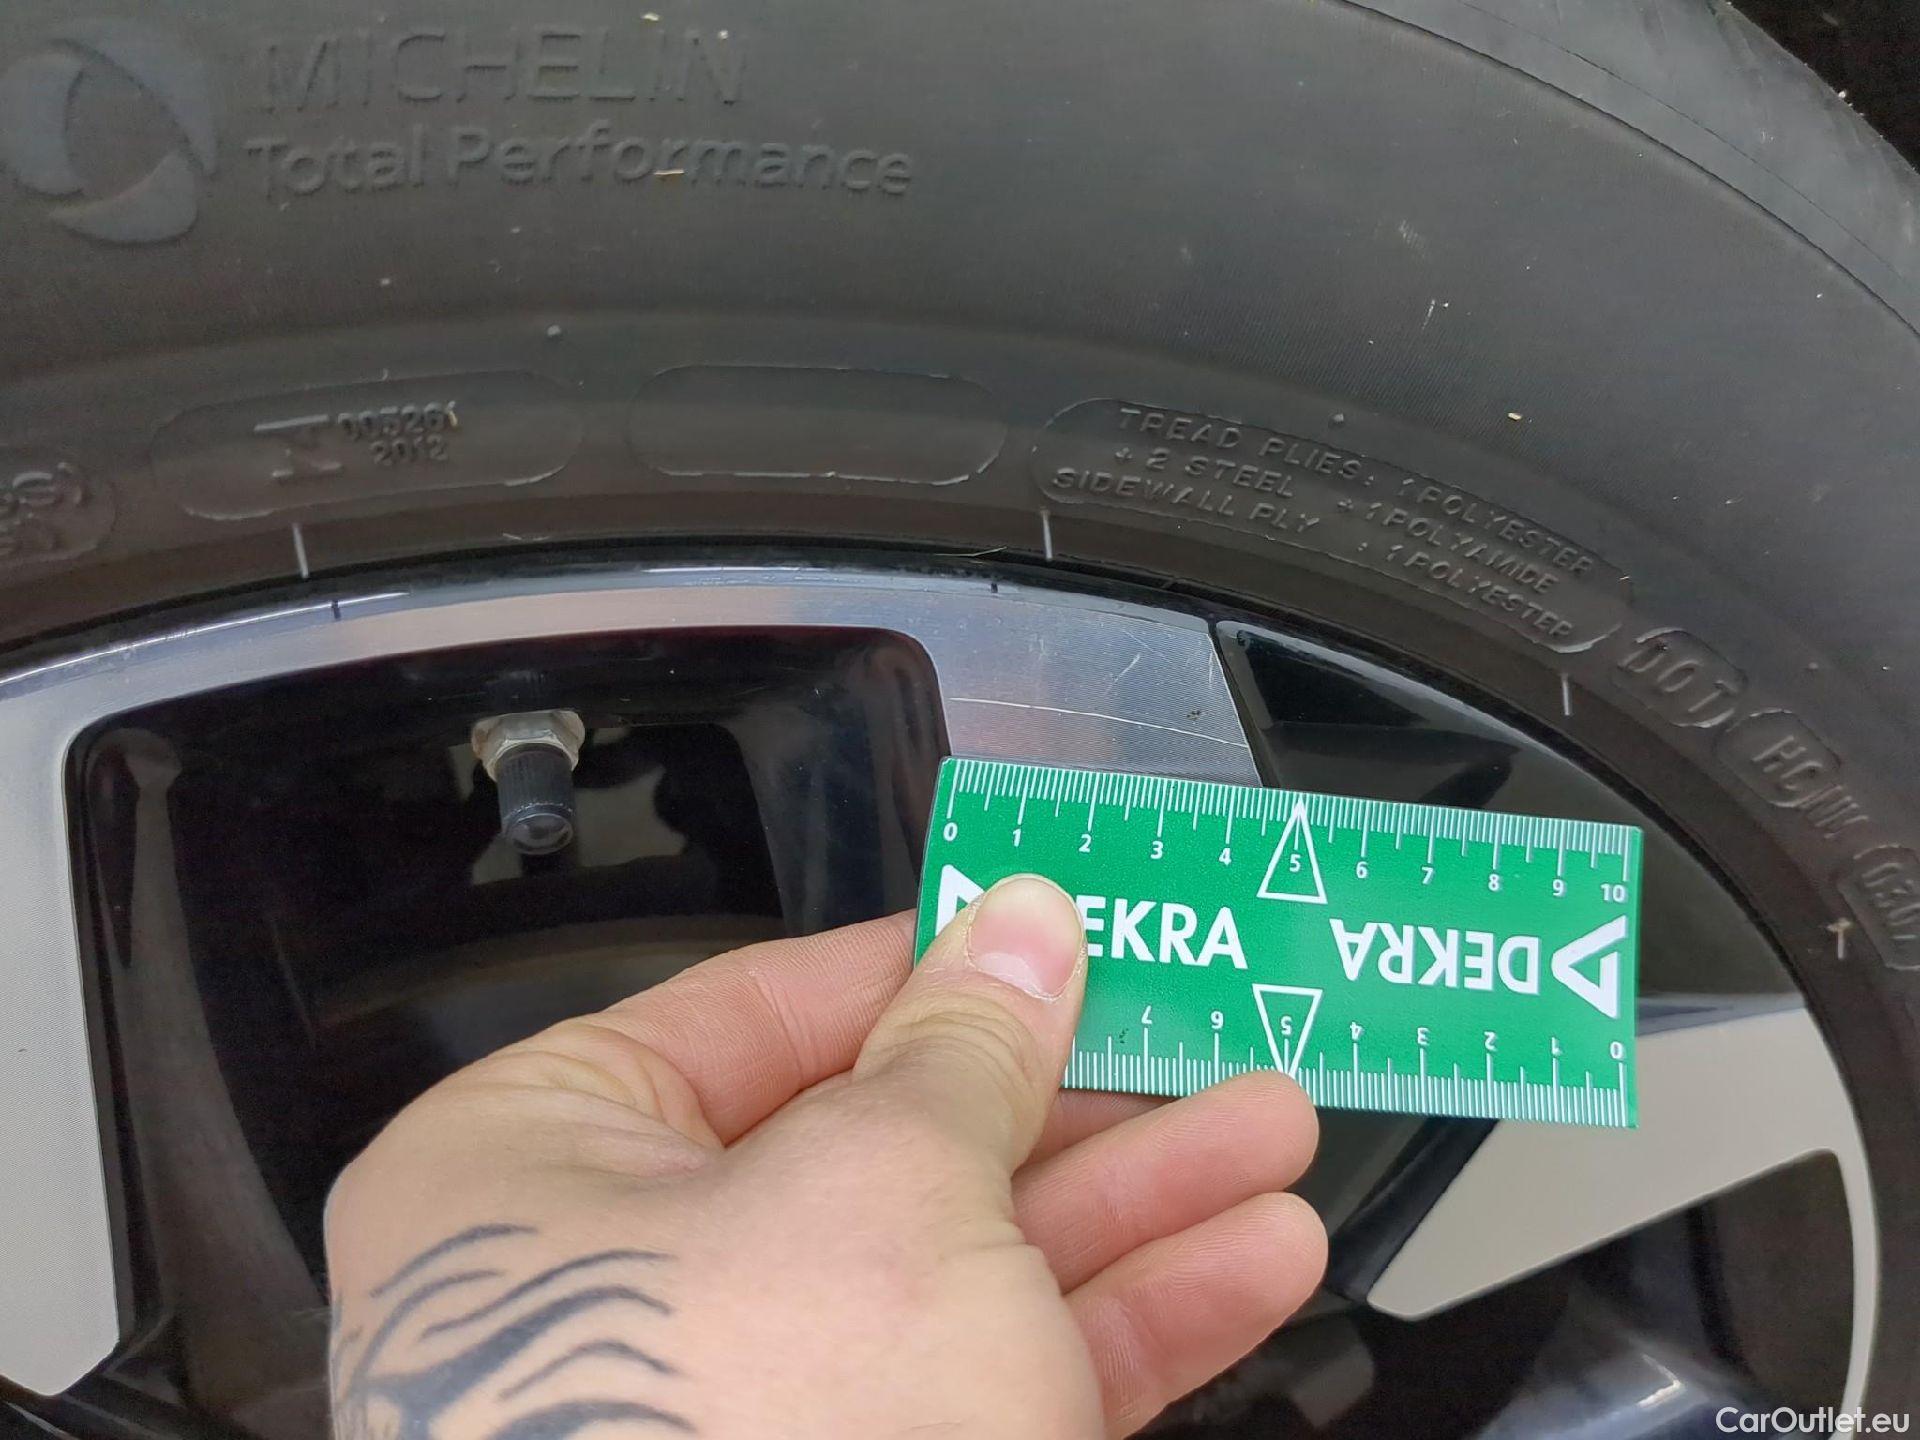 MICHELIN
Total Performance
003261
2012
TREAD PLIES: 1 POLYESTER
+ 2 STEEL + 1 POLYAMIDE
SIDEWALL PLY : 1 POLYESTER
DOT
0 1 2 3 4 5 6 7 8 9 10
DEKRA
DEKRA
7 6 5 4 3 2 1 0
CarOutlet.eu